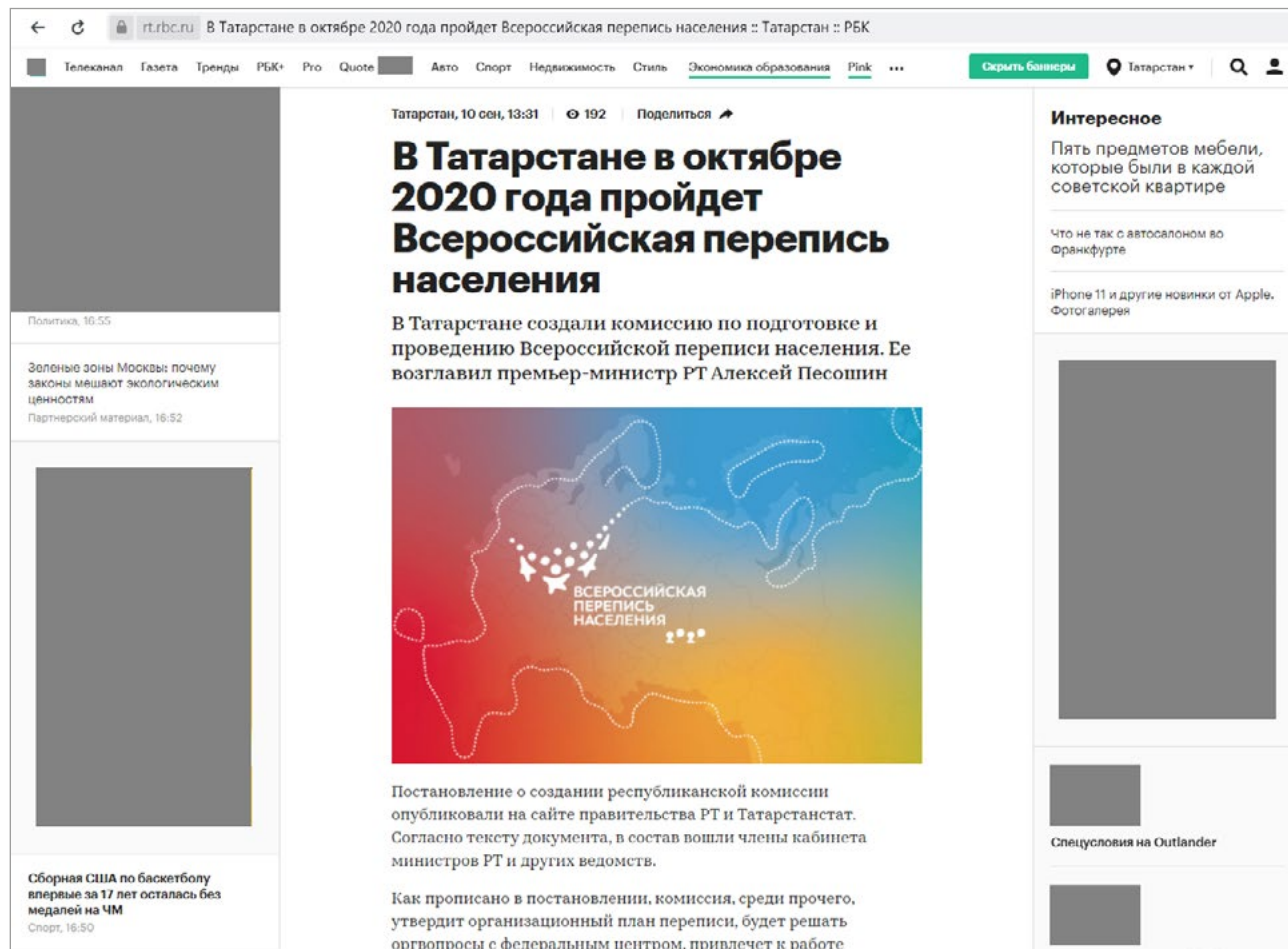 rt.rbc.ru В Татарстане в октябре 2020 года пройдет Всероссийская перепись населения :: Татарстан :: РБК
Телеканал Газета Тренды РБК+ Pro Quote Авто Спорт Недвижимость Стиль Экономика образования Pink ••• Скрыть баннеры Татарстан
Политика, 16:55
Зеленые зоны Москвы: почему
законы мешают экологическим
ценностям
Партнерский материал, 16:52
Сборная США по баскетболу
впервые за 17 лет осталась без
медалей на ЧМ
Спорт, 16:50
Татарстан, 10 сен, 13:31 192 Поделиться
В Татарстане в октябре
2020 года пройдет
Всероссийская перепись
населения
В Татарстане создали комиссию по подготовке и
проведению Всероссийской переписи населения. Ее
возглавил премьер-министр РТ Алексей Песошин
ВСЕРОССИЙСКАЯ
ПЕРЕПИСЬ
НАСЕЛЕНИЯ
2020
Постановление о создании республиканской комиссии
опубликовали на сайте правительства РТ и Татарстанстат.
Согласно тексту документа, в состав вошли члены кабинета
министров РТ и других ведомств.
Как прописано в постановлении, комиссия, среди прочего,
утвердит организационный план переписи, будет решать
оргвопросы с федеральным центром, привлечет к работе
Интересное
Пять предметов мебели,
которые были в каждой
советской квартире
Что не так с автосалоном во
Франкфурте
iPhone 11 и другие новинки от Apple.
Фотогалерея
Спецусловия на Outlander